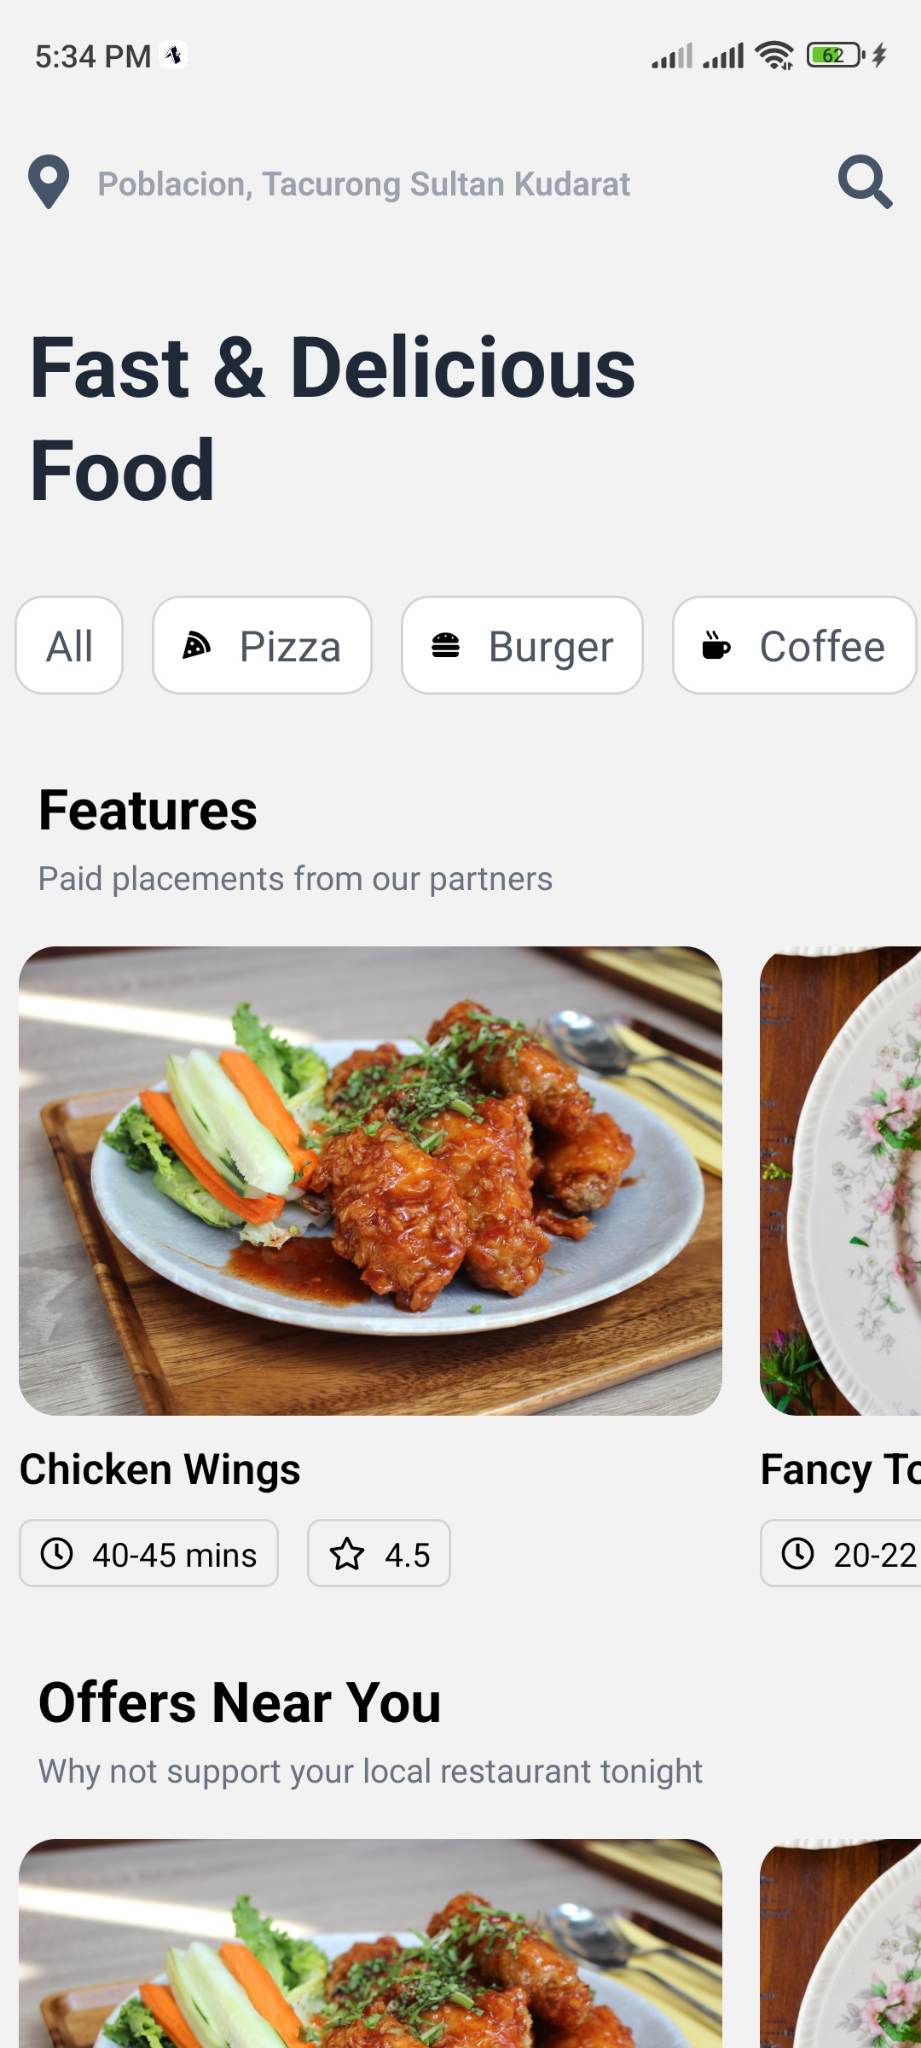 5:34 PM
62
Poblacion, Tacurong Sultan Kudarat
Fast & Delicious
Food
All
Pizza
Burger
Coffee
Features
Paid placements from our partners
Chicken Wings
Fancy
40-45 mins
4.5
20-22
Offers Near You
Why not support your local restaurant tonight